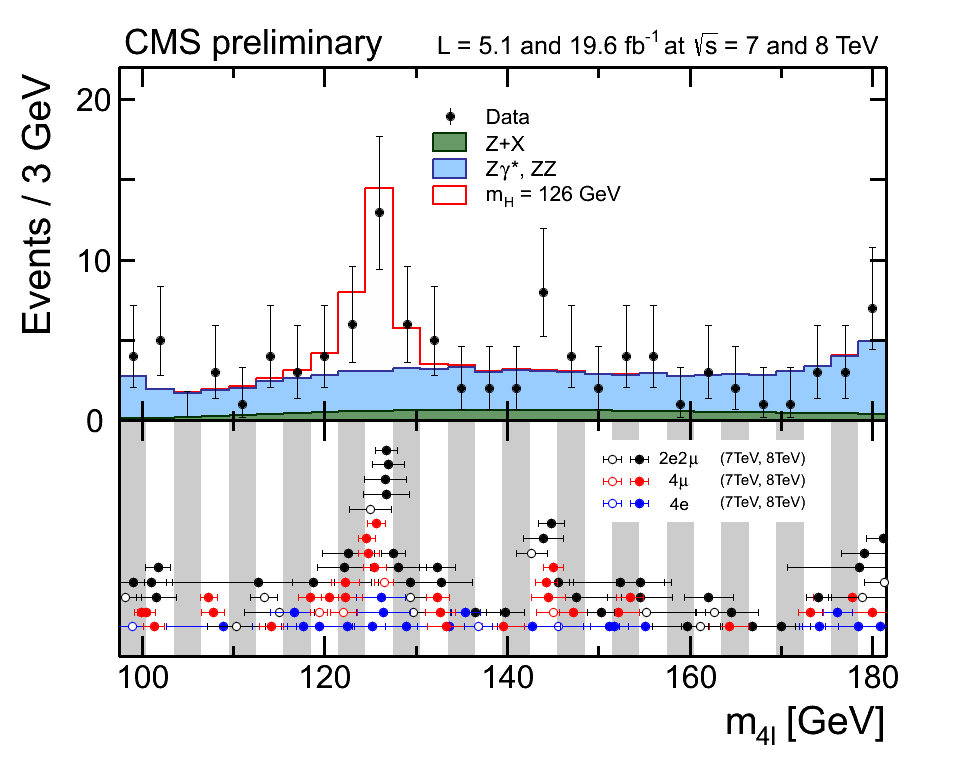 CMS preliminary
L = 5.1 and 19.6 fb⁻¹ at √s = 7 and 8 TeV
Events / 3 GeV
20
10
0
Data
Z+X
Zγ*, ZZ
m_H = 126 GeV
2e2μ (7TeV, 8TeV)
4μ (7TeV, 8TeV)
4e (7TeV, 8TeV)
100 120 140 160 180
m_4l [GeV]